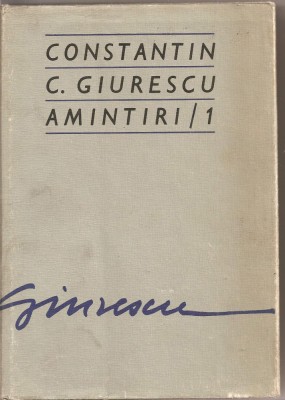 CONSTANTIN
C. GIURESCU
AMINTIRI/1
Giurescu